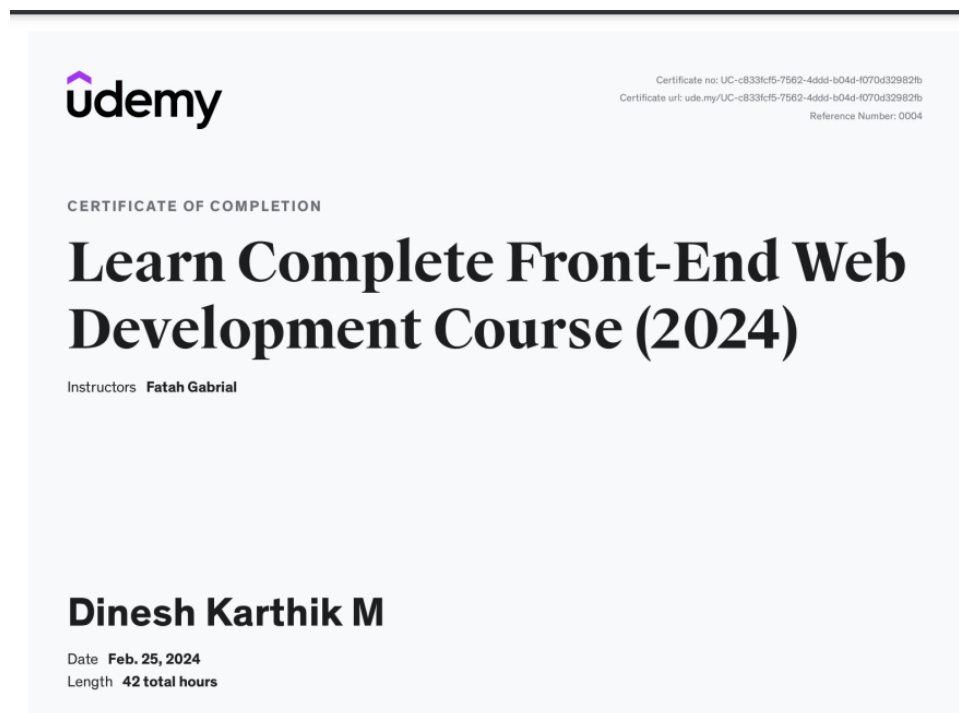 udemy
Certificate no: UC-c833fcf5-7562-4ddd-b04d-f070d32982fb
Certificate url: ude.my/UC-c833fcf5-7562-4ddd-b04d-f070d32982fb
Reference Number: 0004
CERTIFICATE OF COMPLETION
Learn Complete Front-End Web
Development Course (2024)
Instructors Fatah Gabrial
Dinesh Karthik M
Date Feb. 25, 2024
Length 42 total hours